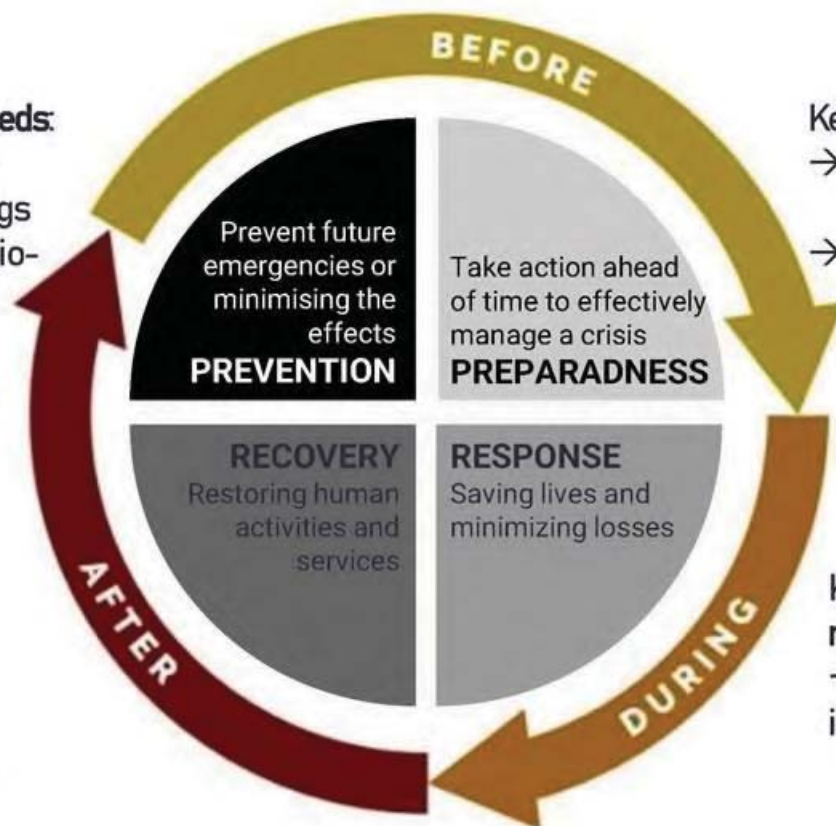 BEFORE
Prevent future
emergencies or
minimising the
effects
PREVENTION
Take action ahead
of time to effectively
manage a crisis
PREPARADNESS
RECOVERY
Restoring human
activities and
services
RESPONSE
Saving lives and
minimizing losses
DURING
AFTER